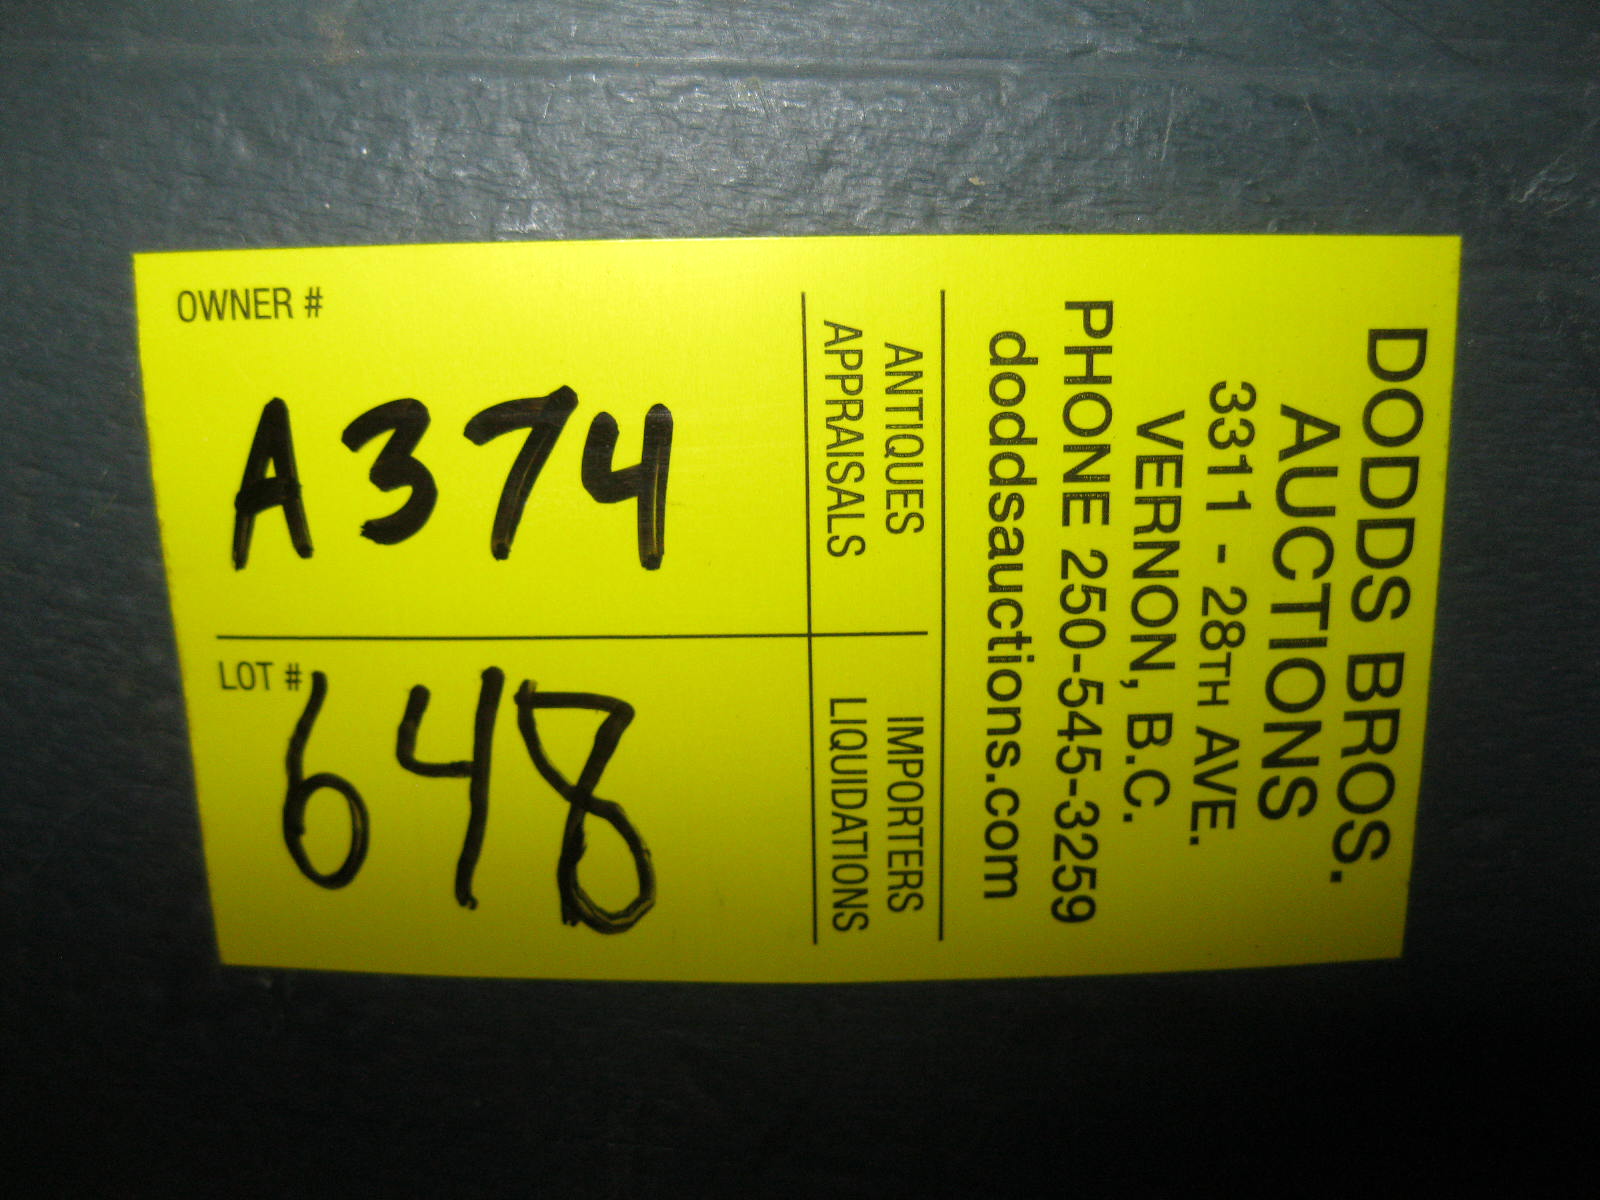 DODDS BROS.
AUCTIONS
3311 - 28TH AVE.
VERNON, B.C.
PHONE 250-545-3259
doddsauctions.com
ANTIQUES IMPORTERS
APPRAISALS LIQUIDATIONS
OWNER #
A374
LOT #
648